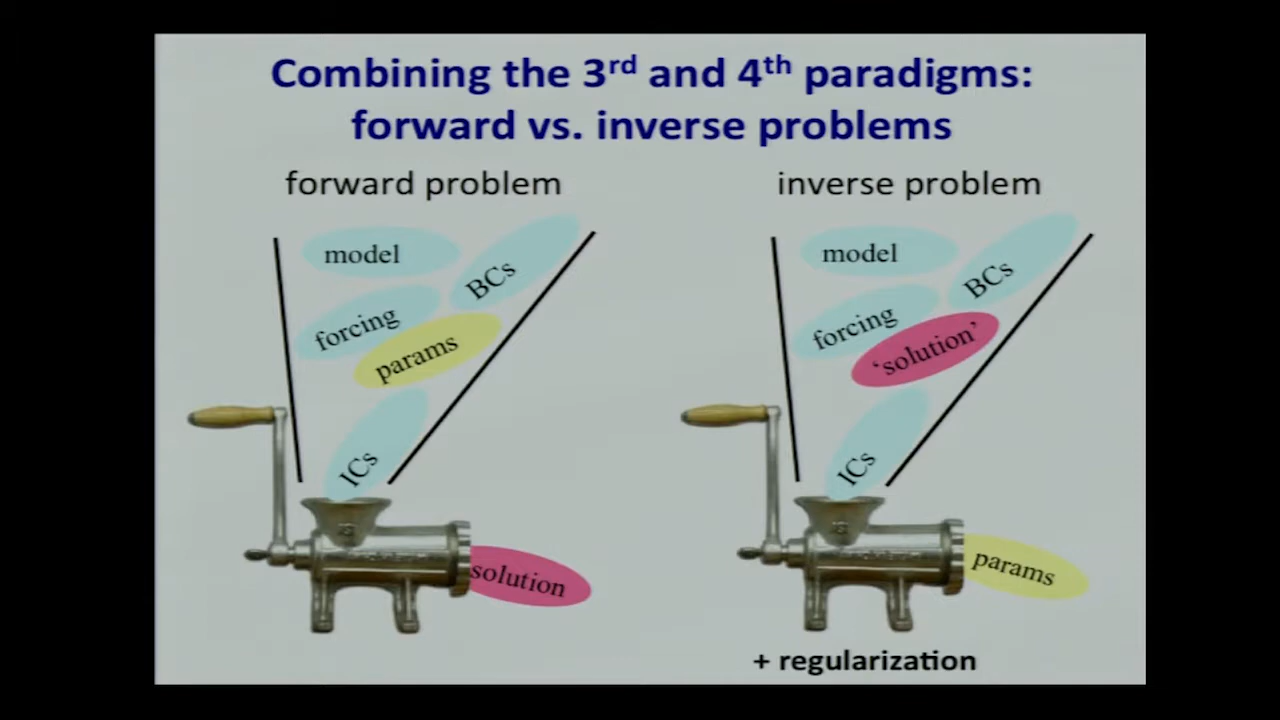 Combining the 3rd and 4th paradigms:
forward vs. inverse problems
forward problem
model
BCs
forcing
params
ICs
solution
inverse problem
model
BCs
forcing
‘solution’
ICs
params
+ regularization